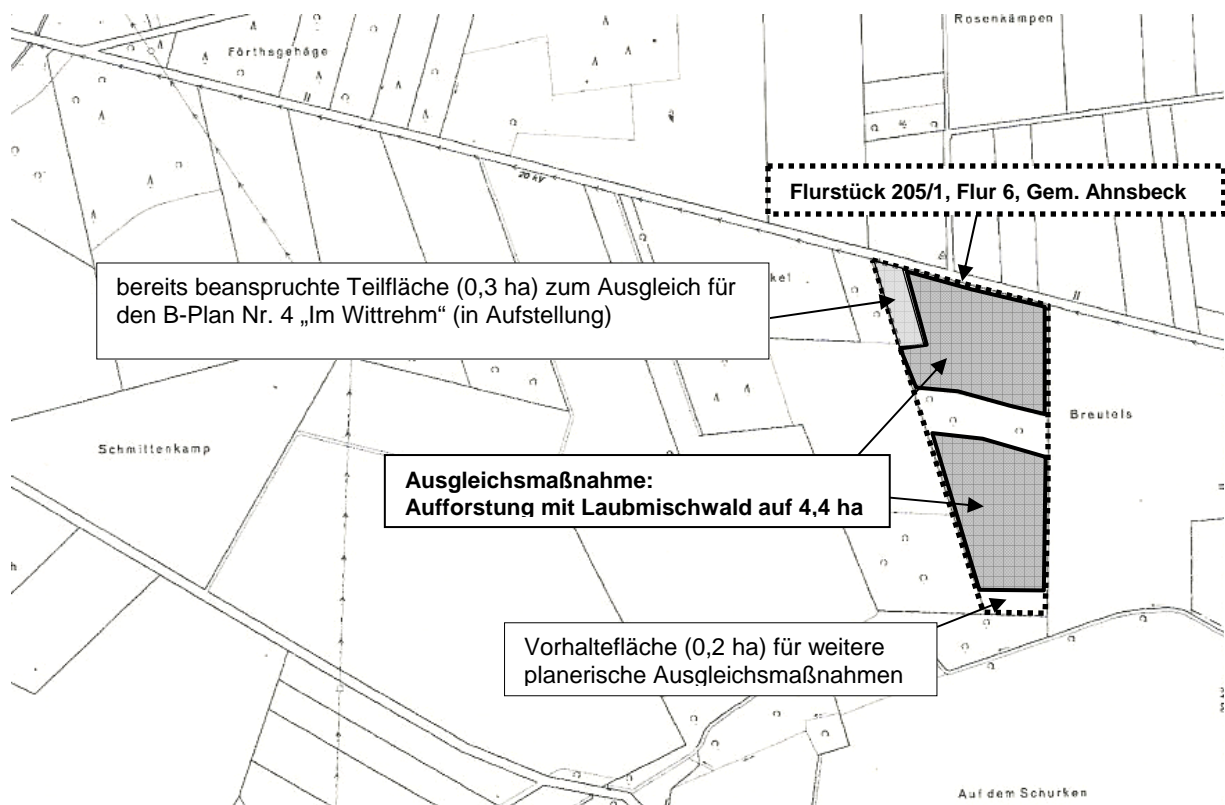 Rosenkämpen
Förthsgehäge
20 kV
Flurstück 205/1, Flur 6, Gem. Ahnsbeck
bereits beanspruchte Teilfläche (0,3 ha) zum Ausgleich für
den B-Plan Nr. 4 „Im Wittrehm“ (in Aufstellung)
kel
Breutels
Schmittenkamp
Ausgleichsmaßnahme:
Aufforstung mit Laubmischwald auf 4,4 ha
h
Vorhaltefläche (0,2 ha) für weitere
planerische Ausgleichsmaßnahmen
Auf dem Schurken